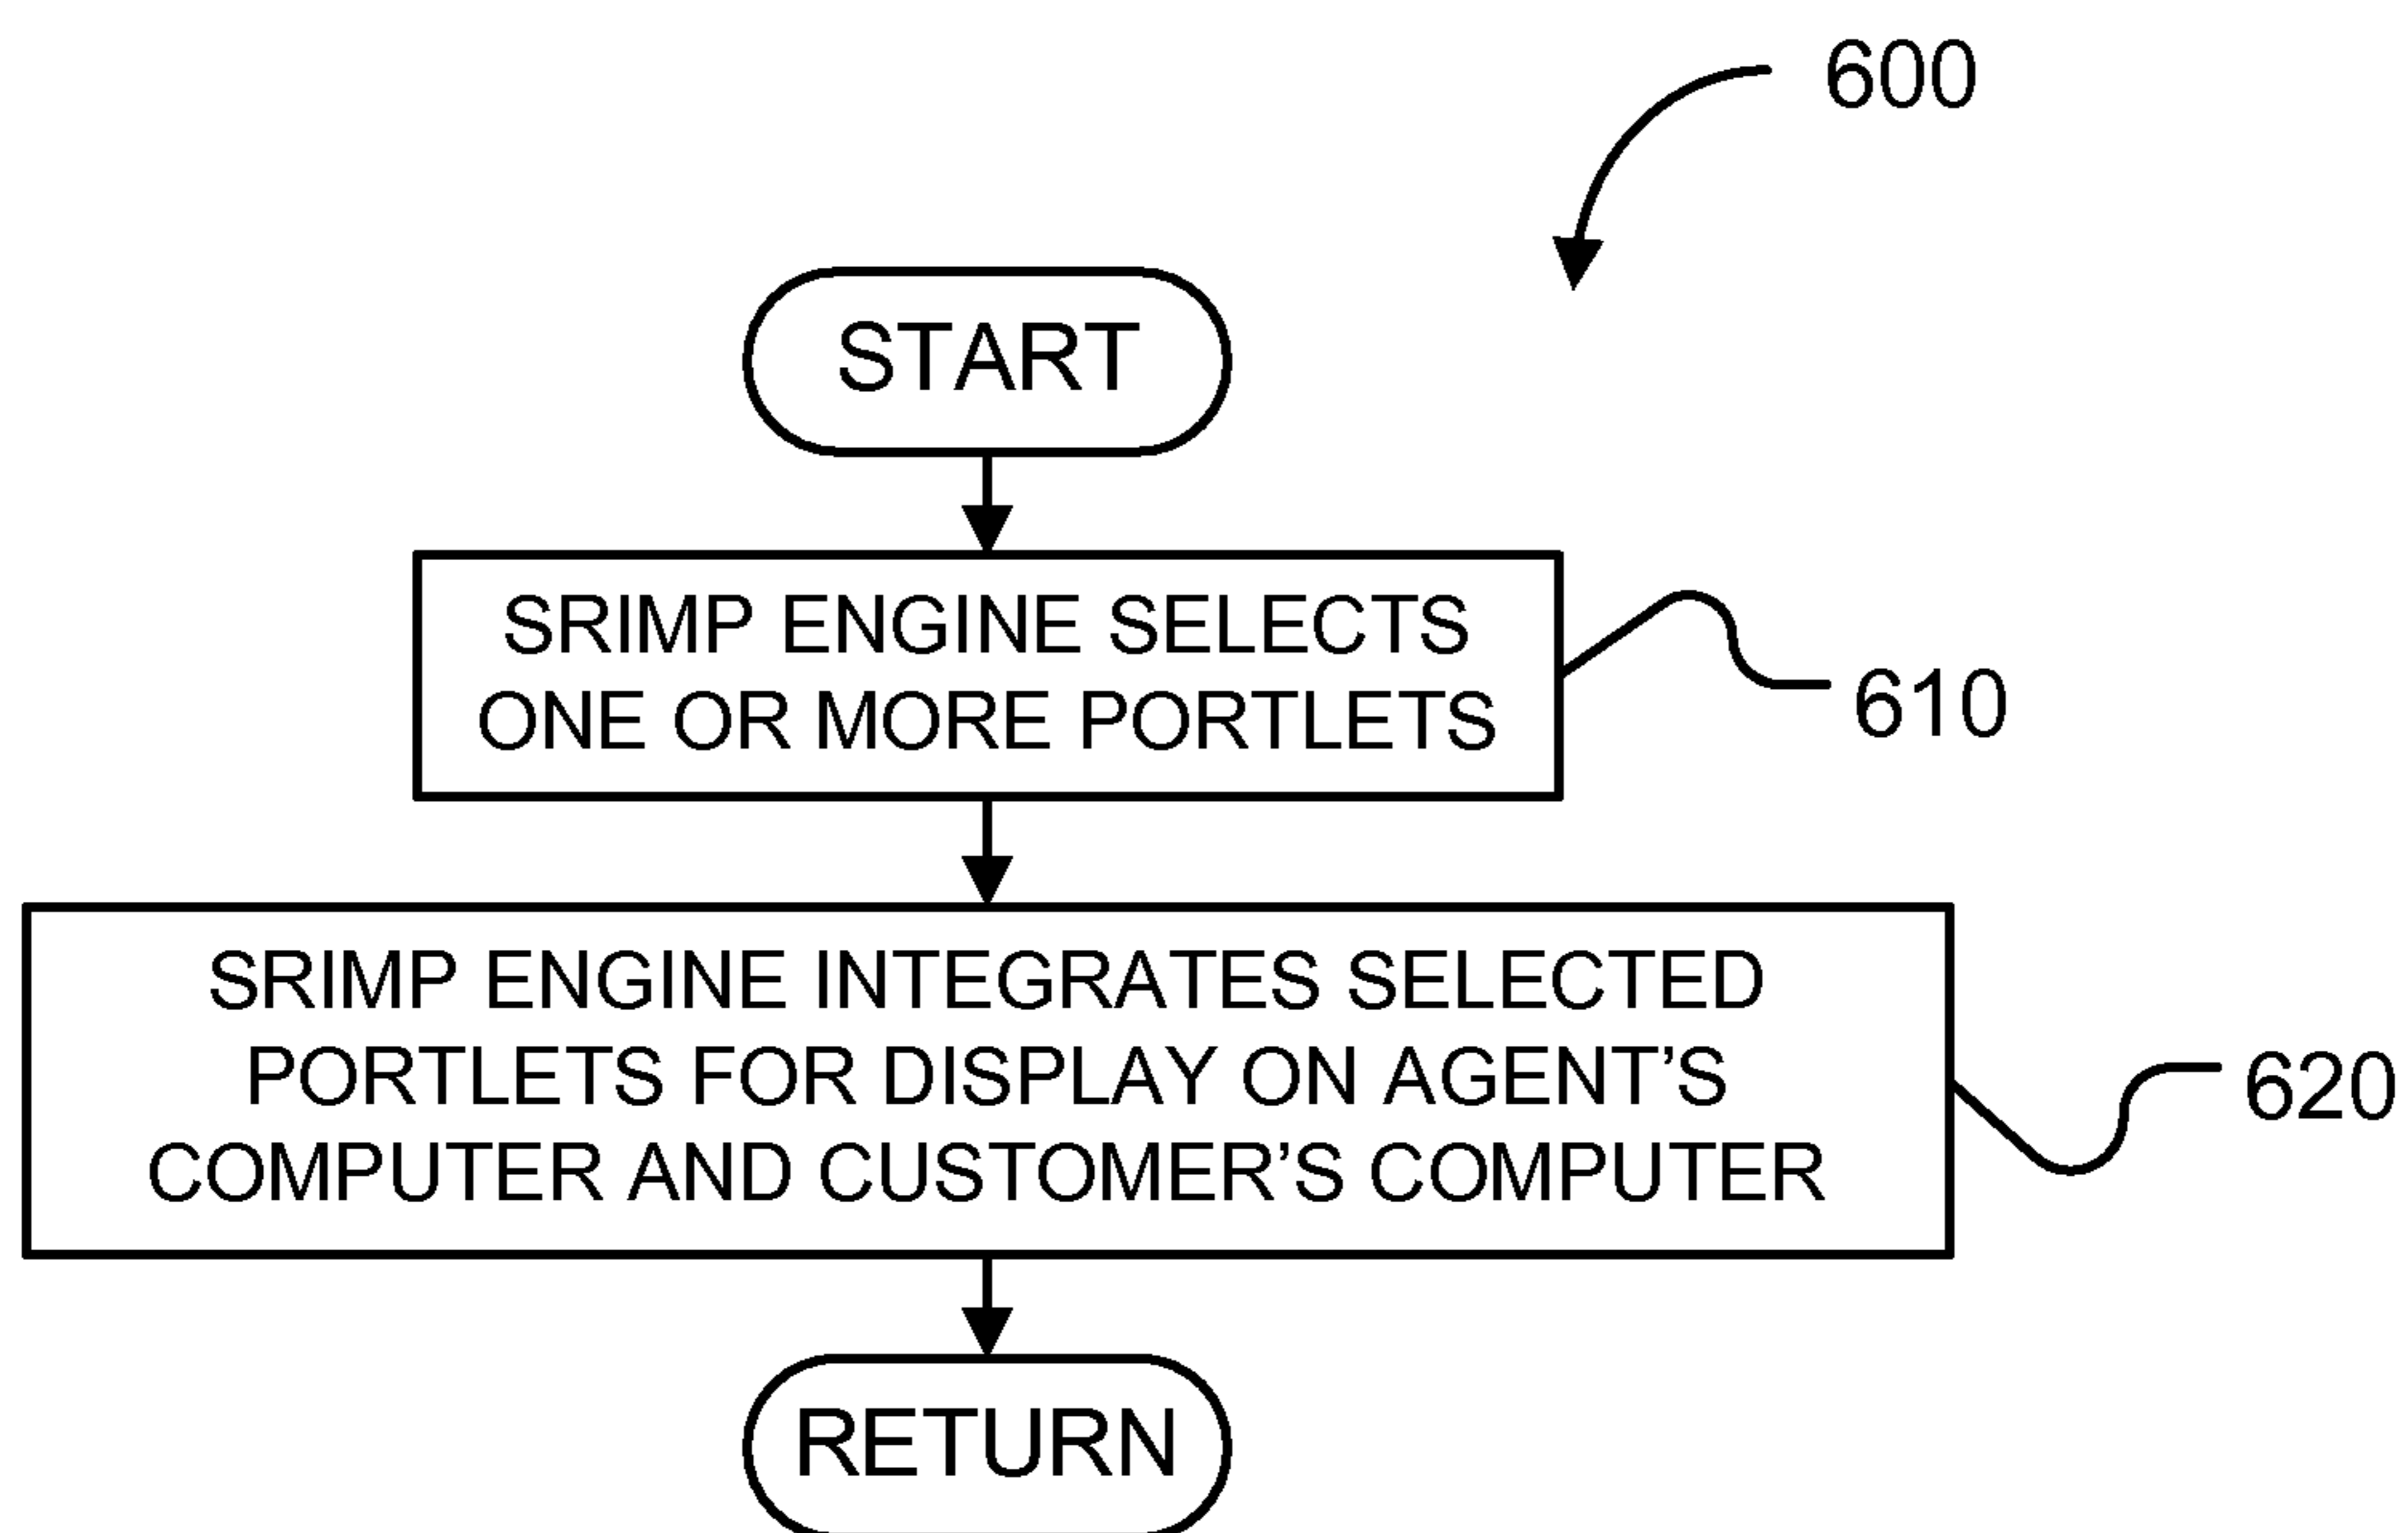 600
START
SRIMP ENGINE SELECTS
ONE OR MORE PORTLETS
610
SRIMP ENGINE INTEGRATES SELECTED
PORTLETS FOR DISPLAY ON AGENT’S
COMPUTER AND CUSTOMER’S COMPUTER
620
RETURN